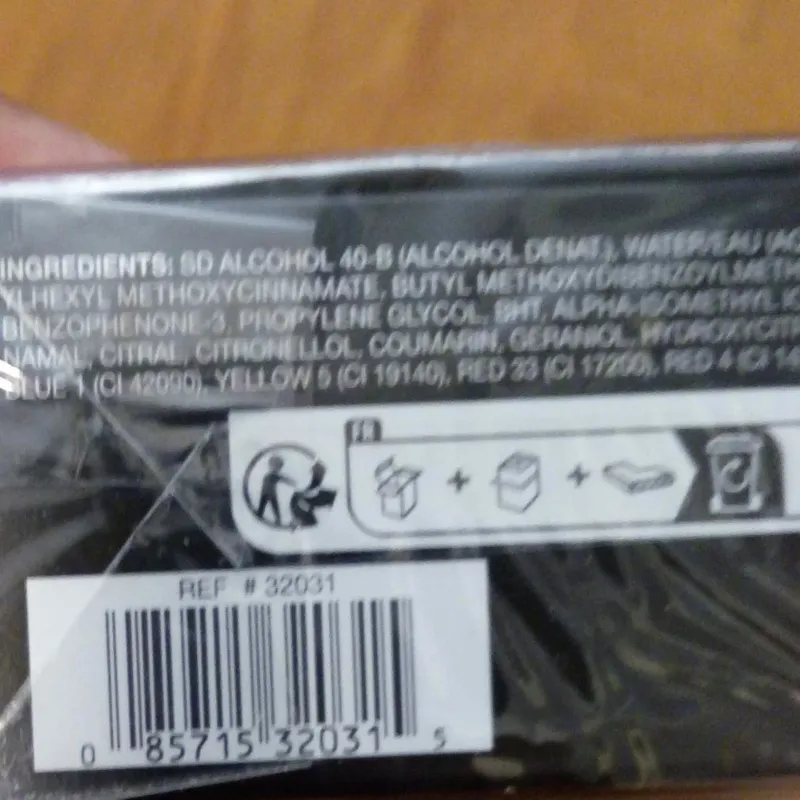 INGREDIENTS: SD ALCOHOL 40-B (ALCOHOL DENAT.), WATER/EAU (AQ
YLHEXYL METHOXYCINNAMATE, BUTYL METHOXYDIBENZOYLMETH
BENZOPHENONE-3, PROPYLENE GLYCOL, BHT, ALPHA-ISOMETHYL IO
NAMAL, CITRAL, CITRONELLOL, COUMARIN, GERANIOL, HYDROXYCITR
BLUE 1 (CI 42090), YELLOW 5 (CI 19140), RED 33 (CI 17200), RED 4 (CI 14
FR
REF # 32031
0 85715 32031 5